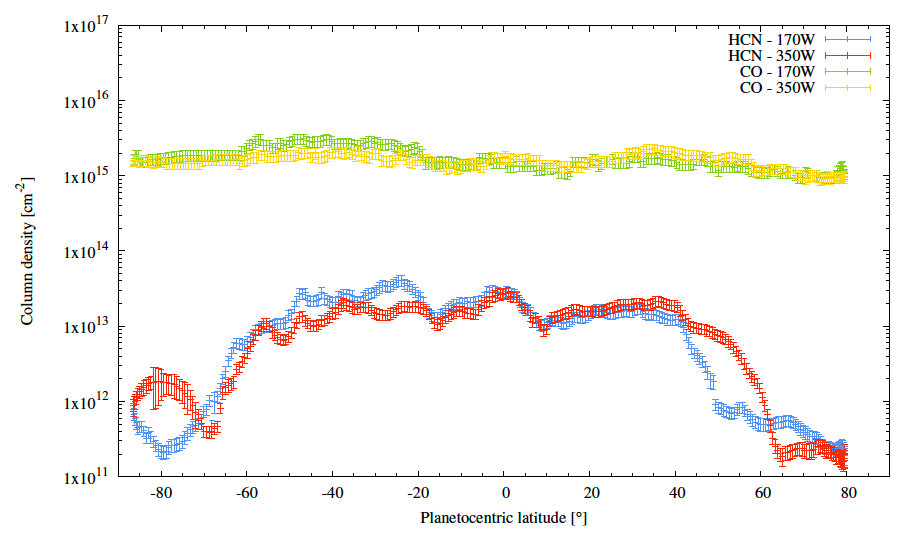 1x10^17
1x10^16
1x10^15
1x10^14
1x10^13
1x10^12
1x10^11
Column density [cm^-2]
HCN - 170W
HCN - 350W
CO - 170W
CO - 350W
-80 -60 -40 -20 0 20 40 60 80
Planetocentric latitude [°]